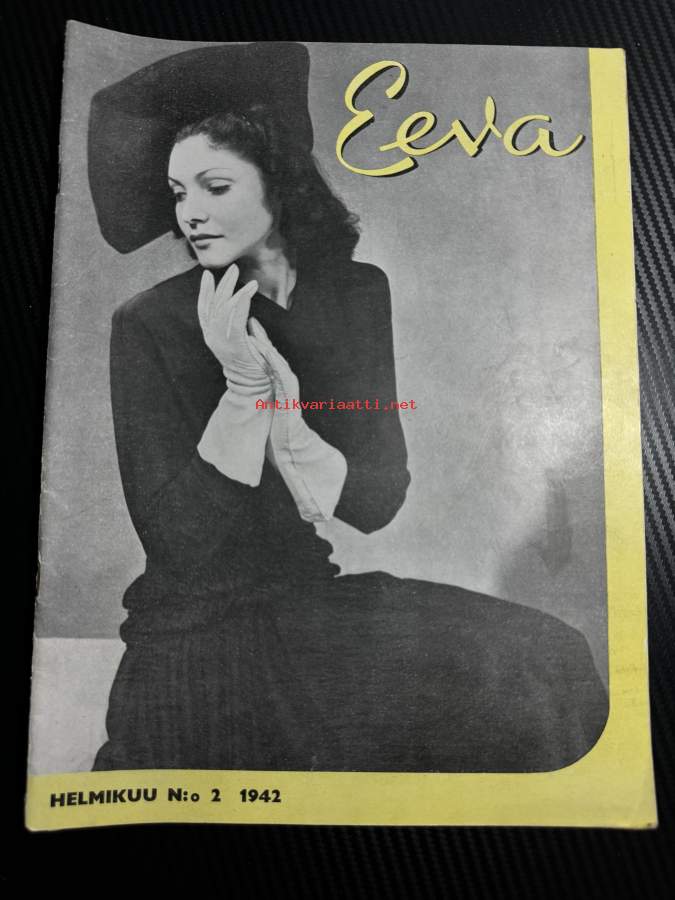 Eeva
Antikvariaatti.net
HELMIKUU N:o 2 1942